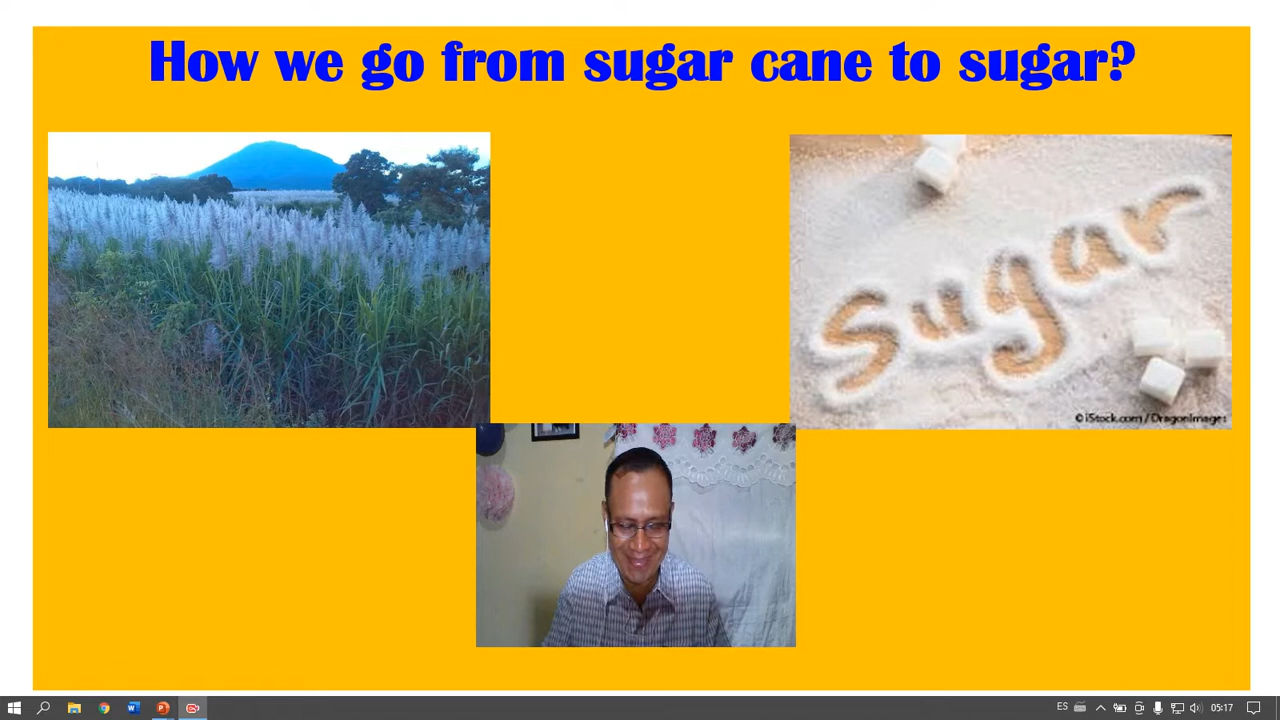 How we go from sugar cane to sugar?
Sugar
© iStock.com / DragonImages
ES
05:17